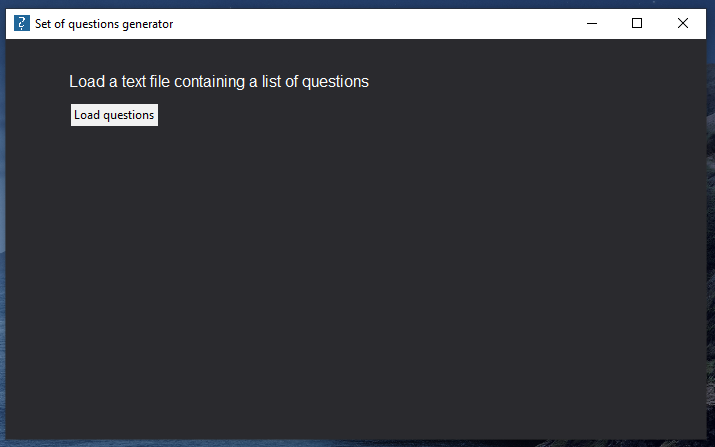 Set of questions generator
Load a text file containing a list of questions
Load questions